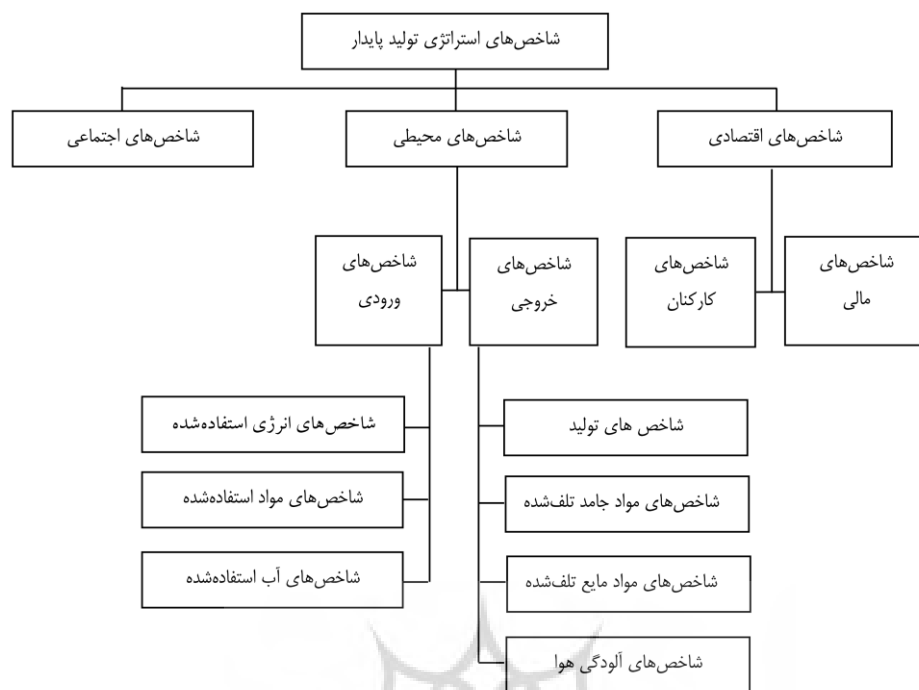 شاخص‌های استراتژی تولید پایدار
شاخص‌های اقتصادی
شاخص‌های محیطی
شاخص‌های اجتماعی
شاخص‌های
مالی
شاخص‌های
کارکنان
شاخص‌های
خروجی
شاخص‌های
ورودی
شاخص های تولید
شاخص‌های مواد جامد تلف‌شده
شاخص‌های مواد مایع تلف‌شده
شاخص‌های آلودگی هوا
شاخص‌های انرژی استفاده‌شده
شاخص‌های مواد استفاده‌شده
شاخص‌های آب استفاده‌شده